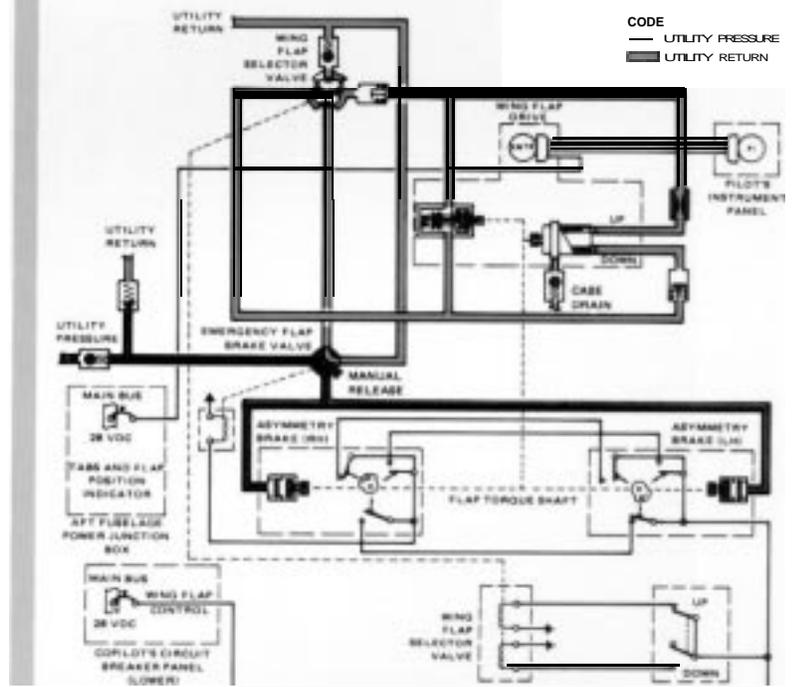 UTILITY
RETURN
CODE
UTILITY PRESSURE
UTILITY RETURN
WING
FLAP
SELECTOR
VALVE
WING FLAP
DRIVE
PILOT'S
INSTRUMENT
PANEL
UP
DOWN
CASE
DRAIN
UTILITY
RETURN
UTILITY
PRESSURE
EMERGENCY FLAP
BRAKE VALVE
MANUAL
RELEASE
MAIN BUS
28 VDC
TABS AND FLAP
POSITION
INDICATOR
AFT FUSELAGE
POWER JUNCTION
BOX
ASYMMETRY
BRAKE (RH)
ASYMMETRY
BRAKE (LH)
FLAP TORQUE SHAFT
MAIN BUS
WING FLAP
CONTROL
28 VDC
COPILOT'S CIRCUIT
BREAKER PANEL
(LOWER)
WING
FLAP
SELECTOR
VALVE
UP
DOWN